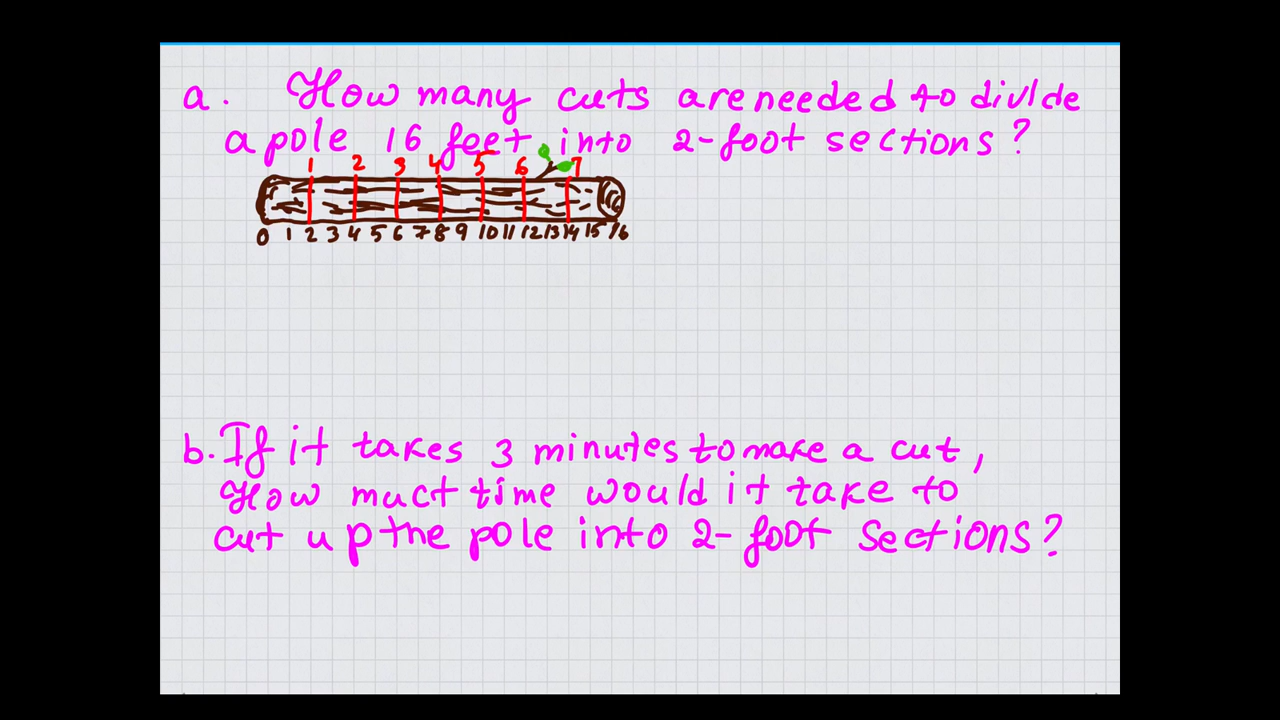 a. How many cuts are needed to divide
a pole 16 feet into 2-foot sections?
1 2 3 4 5 6 7
0 1 2 3 4 5 6 7 8 9 10 11 12 13 14 15 16
b. If it takes 3 minutes to make a cut,
How muct time would it take to
cut up the pole into 2-foot sections?